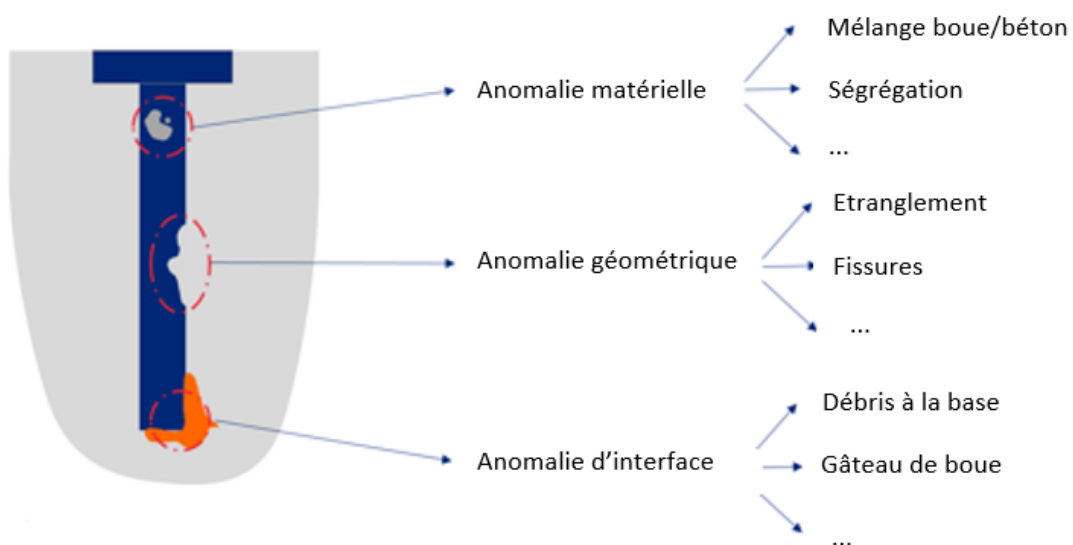 Mélange boue/béton
Anomalie matérielle
Ségrégation
...
Etranglement
Anomalie géométrique
Fissures
...
Débris à la base
Anomalie d’interface
Gâteau de boue
...